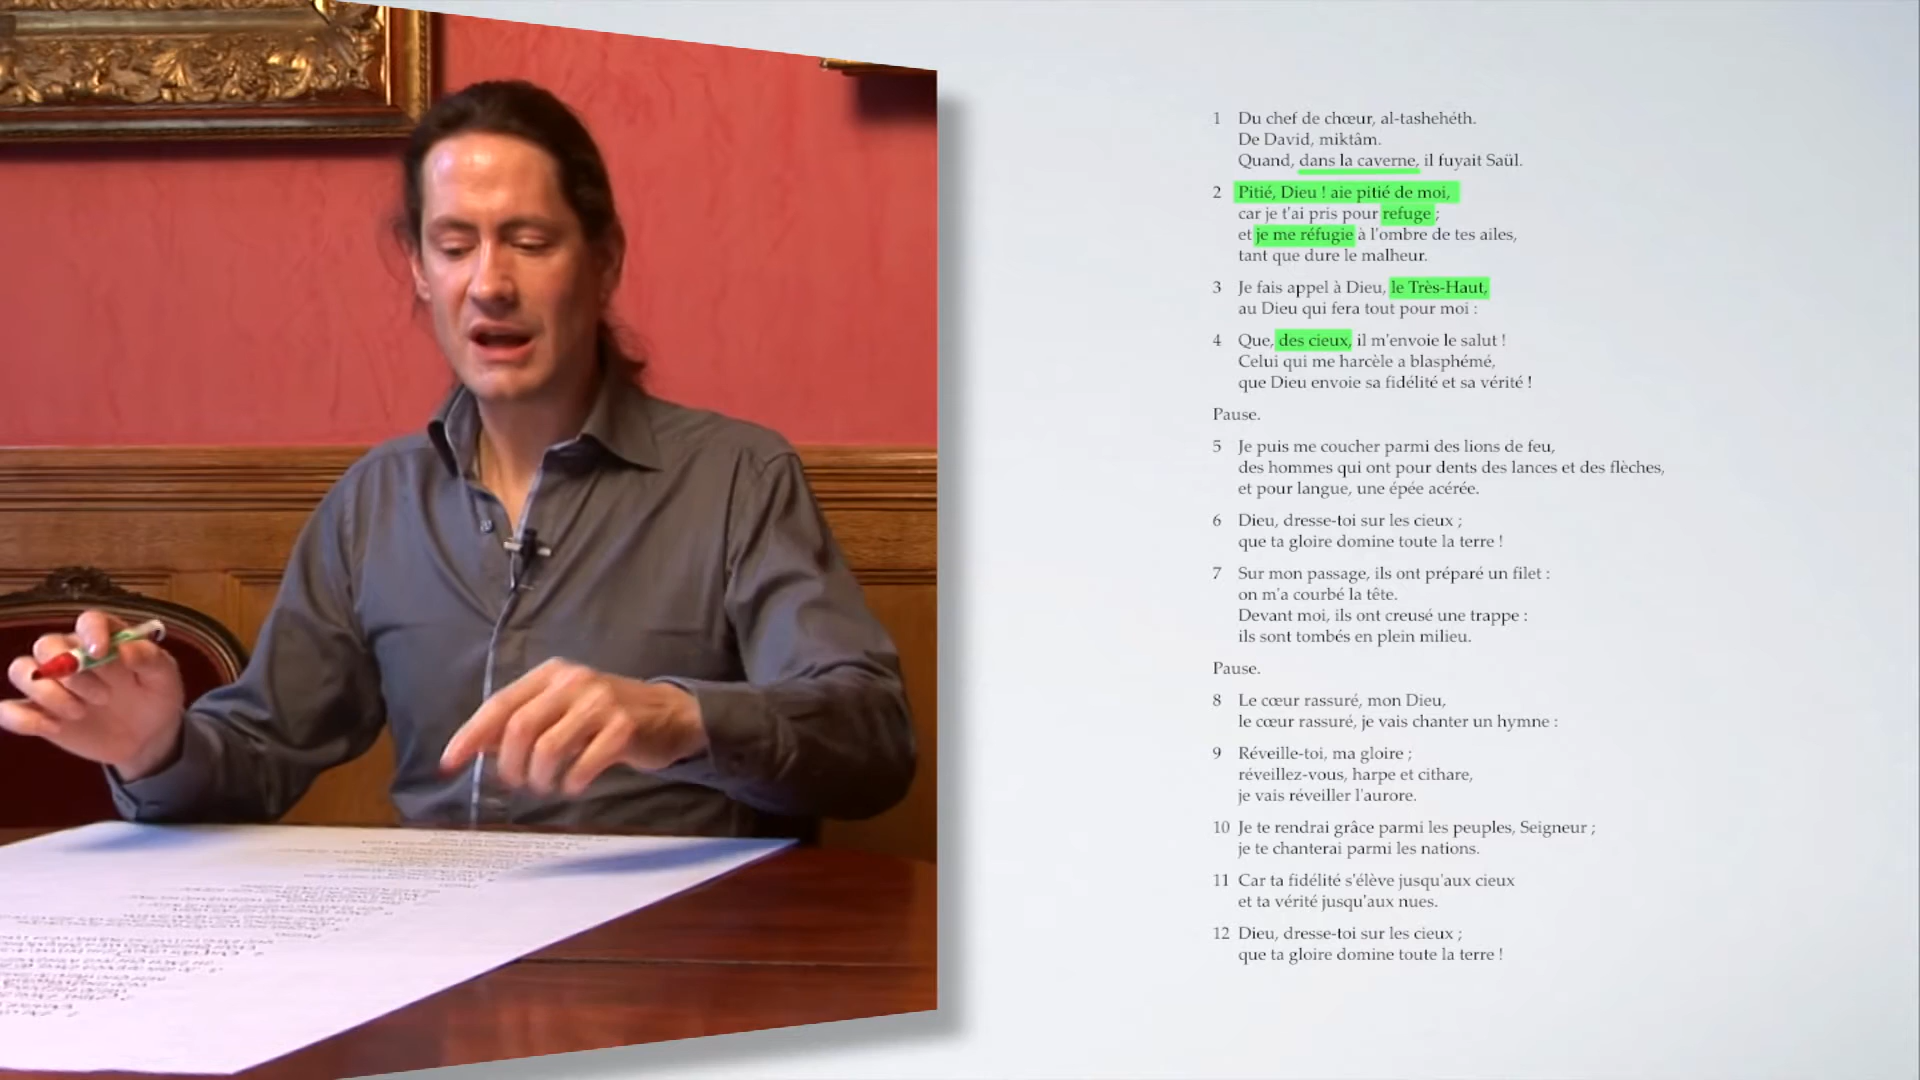 1 Du chef de chœur, al-tashehéth.
De David, miktâm.
Quand, dans la caverne, il fuyait Saül.
2 Pitié, Dieu ! aie pitié de moi,
car je t'ai pris pour refuge ;
et je me réfugie à l'ombre de tes ailes,
tant que dure le malheur.
3 Je fais appel à Dieu, le Très-Haut,
au Dieu qui fera tout pour moi :
4 Que, des cieux, il m'envoie le salut !
Celui qui me harcèle a blasphémé,
que Dieu envoie sa fidélité et sa vérité !
Pause.
5 Je puis me coucher parmi des lions de feu,
des hommes qui ont pour dents des lances et des flèches,
et pour langue, une épée acérée.
6 Dieu, dresse-toi sur les cieux ;
que ta gloire domine toute la terre !
7 Sur mon passage, ils ont préparé un filet :
on m'a courbé la tête.
Devant moi, ils ont creusé une trappe :
ils sont tombés en plein milieu.
Pause.
8 Le cœur rassuré, mon Dieu,
le cœur rassuré, je vais chanter un hymne :
9 Réveille-toi, ma gloire ;
réveillez-vous, harpe et cithare,
je vais réveiller l'aurore.
10 Je te rendrai grâce parmi les peuples, Seigneur ;
je te chanterai parmi les nations.
11 Car ta fidélité s'élève jusqu'aux cieux
et ta vérité jusqu'aux nues.
12 Dieu, dresse-toi sur les cieux ;
que ta gloire domine toute la terre !